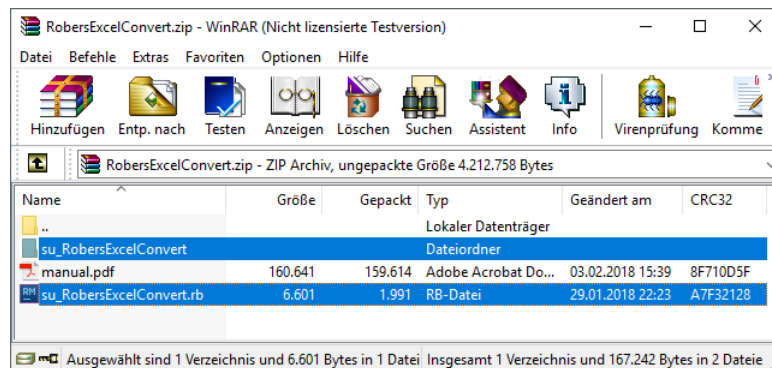 RobersExcelConvert.zip - WinRAR (Nicht lizensierte Testversion)
Datei Befehle Extras Favoriten Optionen Hilfe
Hinzufügen Entp. nach Testen Anzeigen Löschen Suchen Assistent Info Virenprüfung Komme
RobersExcelConvert.zip - ZIP Archiv, ungepackte Größe 4.212.758 Bytes
Name Größe Gepackt Typ Geändert am CRC32
.. Lokaler Datenträger
su_RobersExcelConvert Dateiordner
manual.pdf 160.641 159.614 Adobe Acrobat Do... 03.02.2018 15:39 8F710D5F
RM su_RobersExcelConvert.rb 6.601 1.991 RB-Datei 29.01.2018 22:23 A7F32128
Ausgewählt sind 1 Verzeichnis und 6.601 Bytes in 1 Datei Insgesamt 1 Verzeichnis und 167.242 Bytes in 2 Dateie